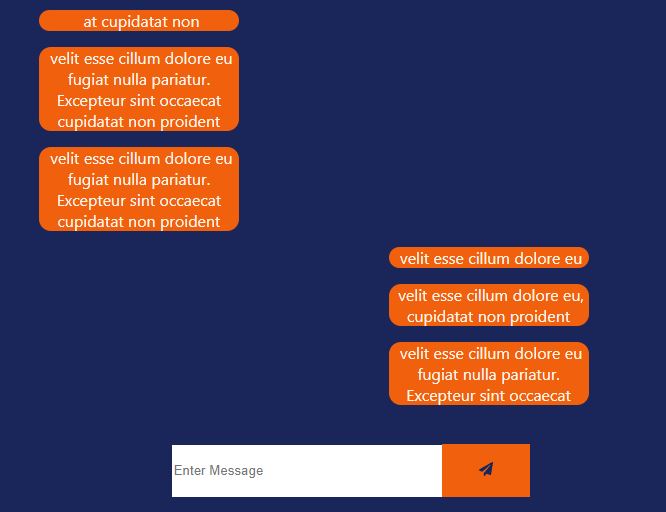 at cupidatat non
velit esse cillum dolore eu
fugiat nulla pariatur.
Excepteur sint occaecat
cupidatat non proident
velit esse cillum dolore eu
fugiat nulla pariatur.
Excepteur sint occaecat
cupidatat non proident
velit esse cillum dolore eu
velit esse cillum dolore eu,
cupidatat non proident
velit esse cillum dolore eu
fugiat nulla pariatur.
Excepteur sint occaecat
Enter Message